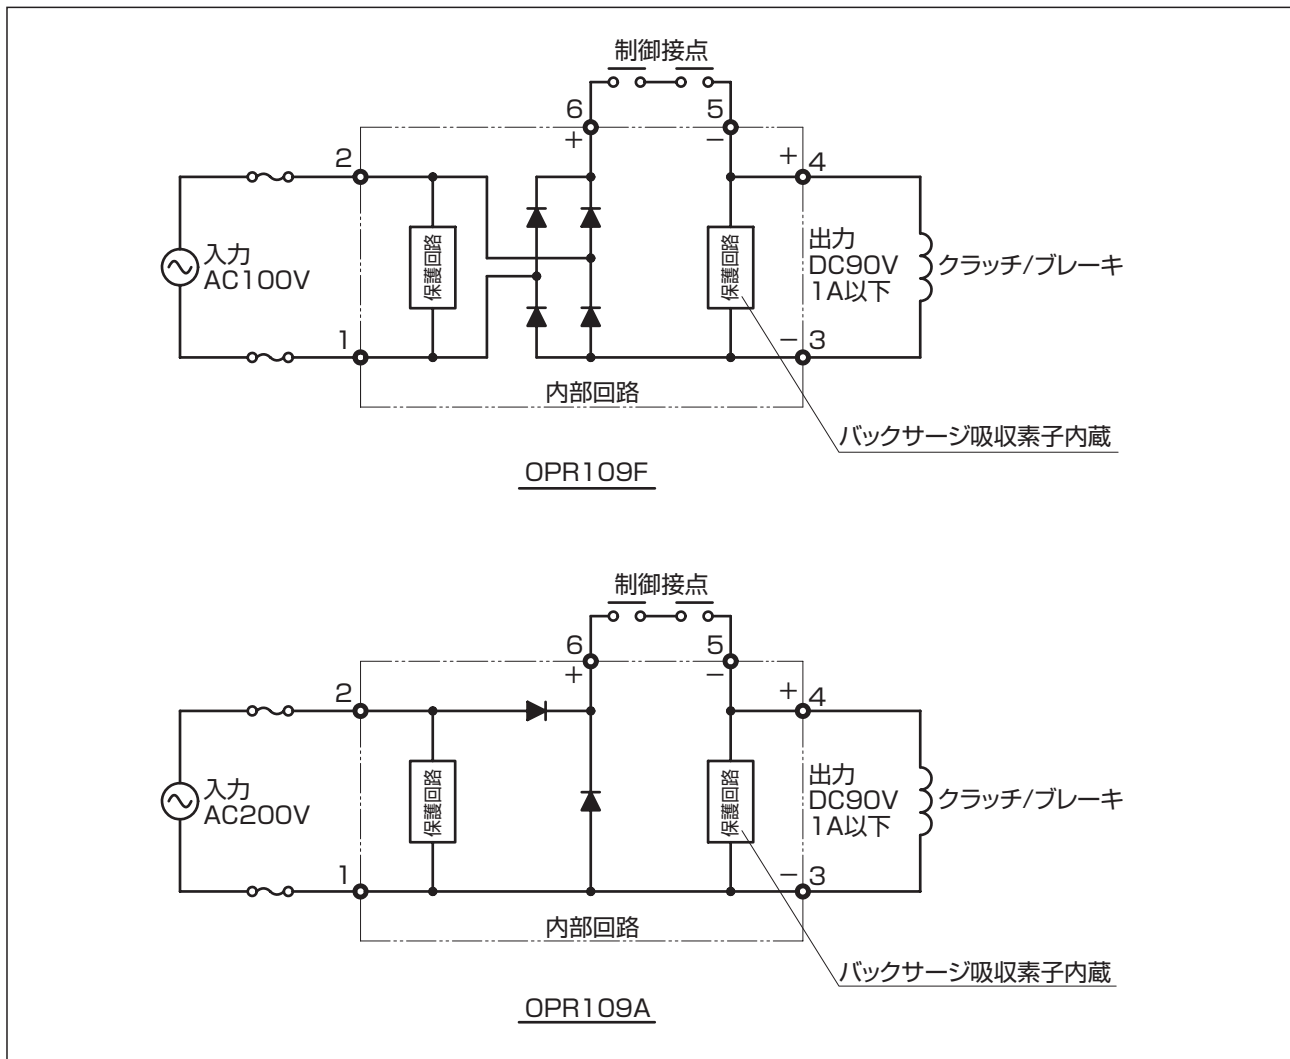 制御接点
6
5
+
−
2
+
4
入力
AC100V
保護回路
保護回路
出力
DC90V
1A以下
クラッチ/ブレーキ
1
−
3
内部回路
バックサージ吸収素子内蔵
OPR109F
制御接点
6
5
+
−
2
+
4
入力
AC200V
保護回路
保護回路
出力
DC90V
1A以下
クラッチ/ブレーキ
1
−
3
内部回路
バックサージ吸収素子内蔵
OPR109A